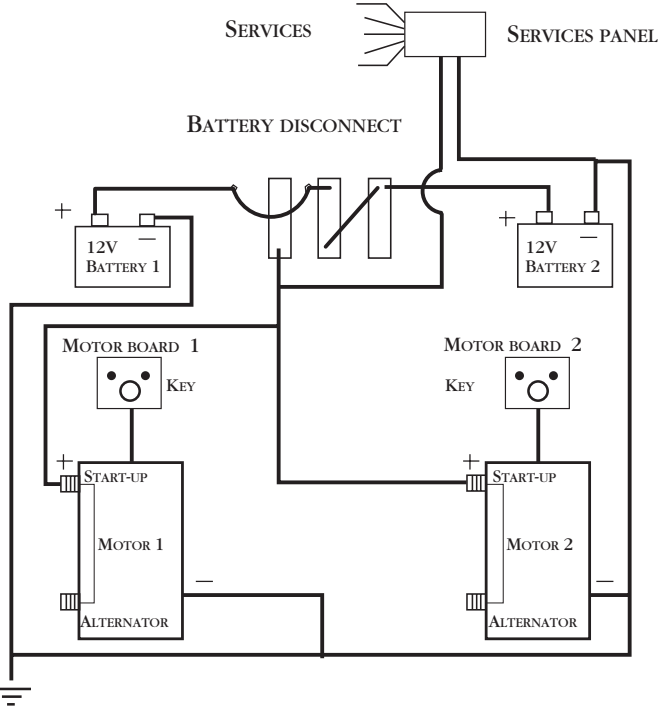 Services
Services panel
Battery disconnect
+
+
12V
Battery 1
−
12V
Battery 2
−
Motor board 1
Key
Motor board 2
Key
+
Start-up
Motor 1
−
Alternator
+
Start-up
Motor 2
−
Alternator